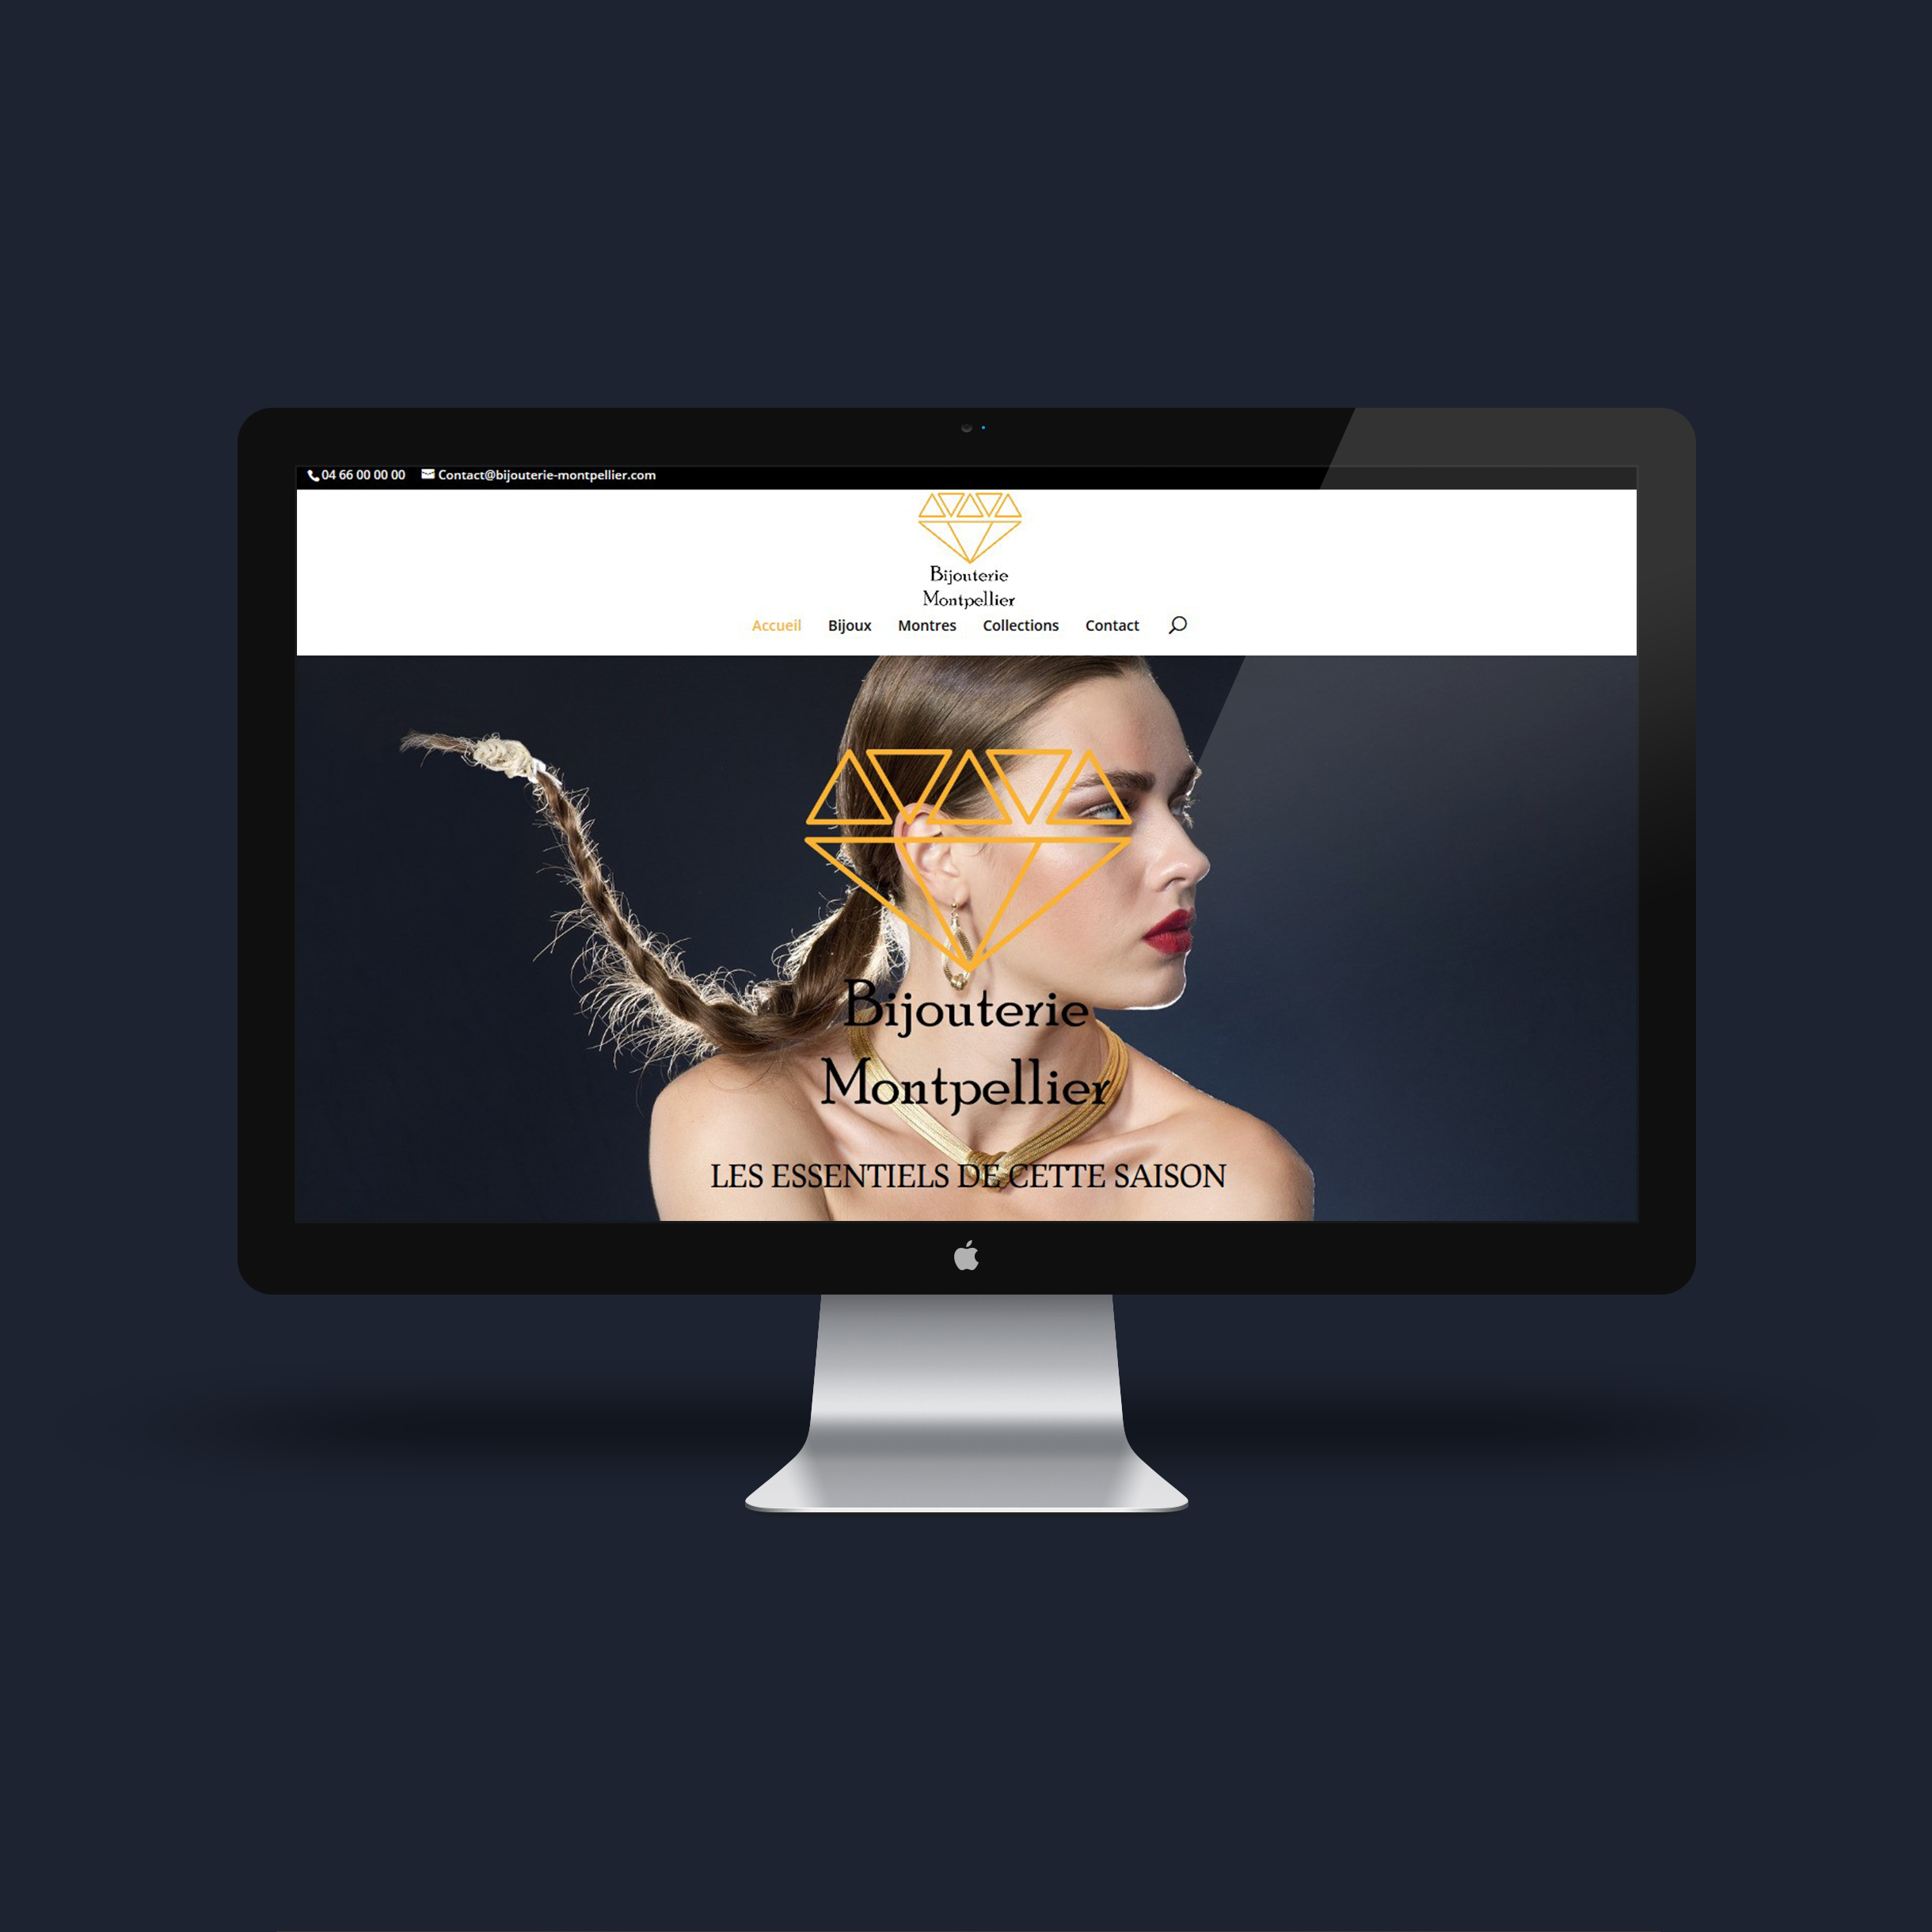 04 66 00 00 00 Contact@bijouterie-montpellier.com
Bijouterie
Montpellier
Accueil Bijoux Montres Collections Contact
Bijouterie
Montpellier
LES ESSENTIELS DE CETTE SAISON